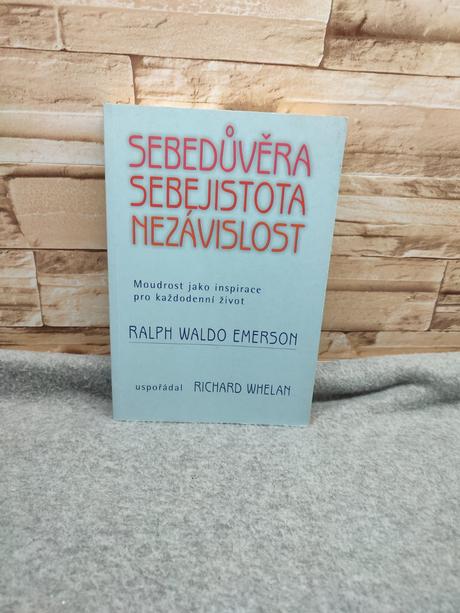 SEBEDŮVĚRA
SEBEJISTOTA
NEZÁVISLOST
Moudrost jako inspirace
pro každodenní život
RALPH WALDO EMERSON
uspořádal RICHARD WHELAN